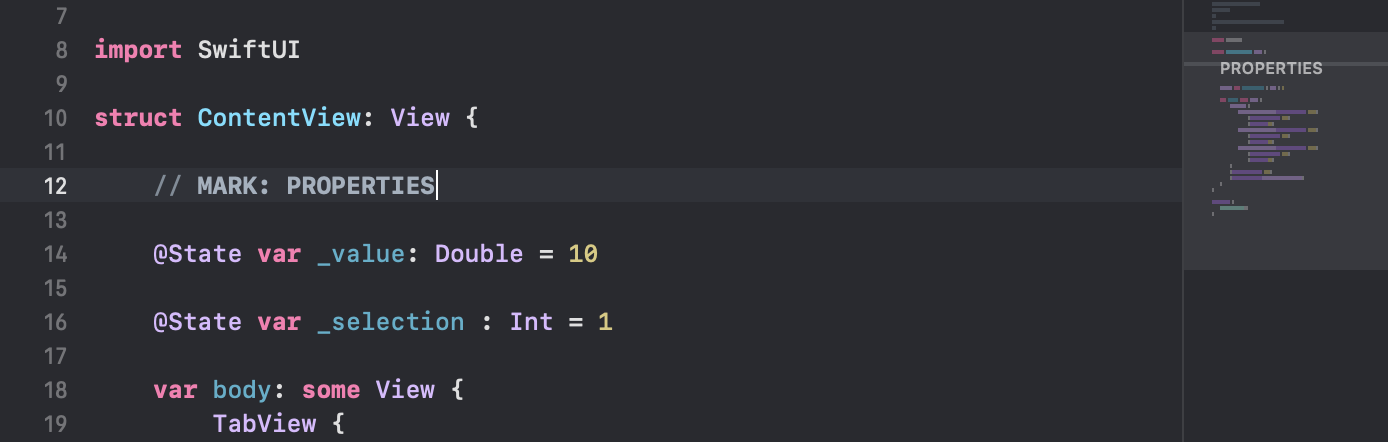 7
8 import SwiftUI
9
10 struct ContentView: View {
11
12 // MARK: PROPERTIES
13
14 @State var _value: Double = 10
15
16 @State var _selection : Int = 1
17
18 var body: some View {
19 TabView {
PROPERTIES